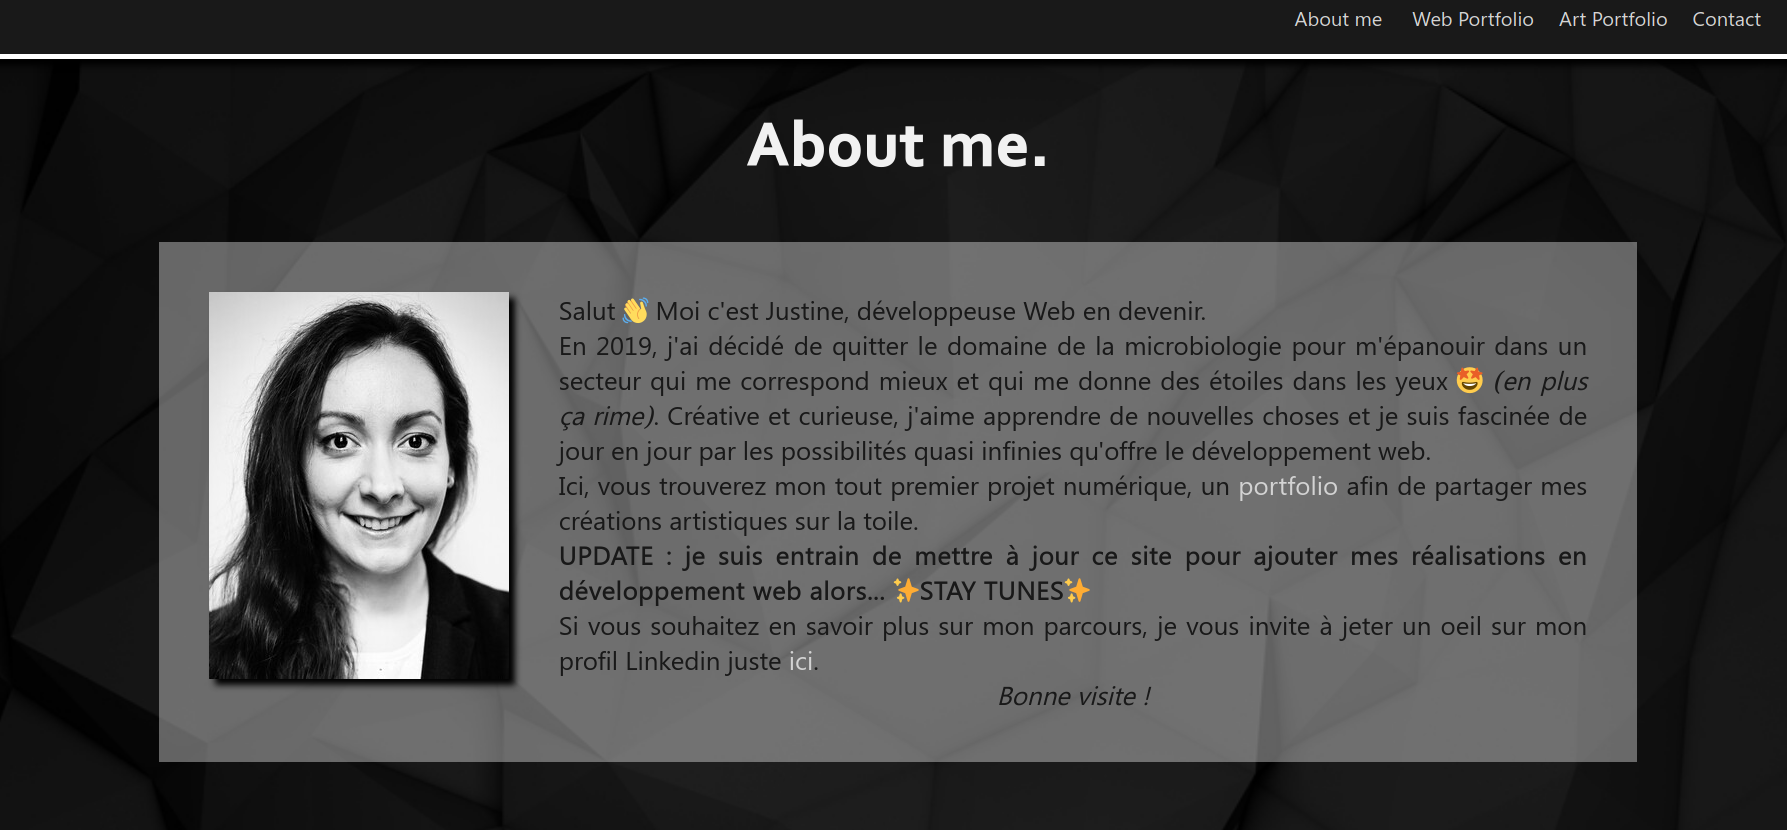 About me Web Portfolio Art Portfolio Contact
About me.
Salut 👋 Moi c'est Justine, développeuse Web en devenir.
En 2019, j'ai décidé de quitter le domaine de la microbiologie pour m'épanouir dans un
secteur qui me correspond mieux et qui me donne des étoiles dans les yeux 🤩 (en plus
ça rime). Créative et curieuse, j'aime apprendre de nouvelles choses et je suis fascinée de
jour en jour par les possibilités quasi infinies qu'offre le développement web.
Ici, vous trouverez mon tout premier projet numérique, un portfolio afin de partager mes
créations artistiques sur la toile.
UPDATE : je suis entrain de mettre à jour ce site pour ajouter mes réalisations en
développement web alors... ✨STAY TUNES✨
Si vous souhaitez en savoir plus sur mon parcours, je vous invite à jeter un oeil sur mon
profil Linkedin juste ici.
Bonne visite !